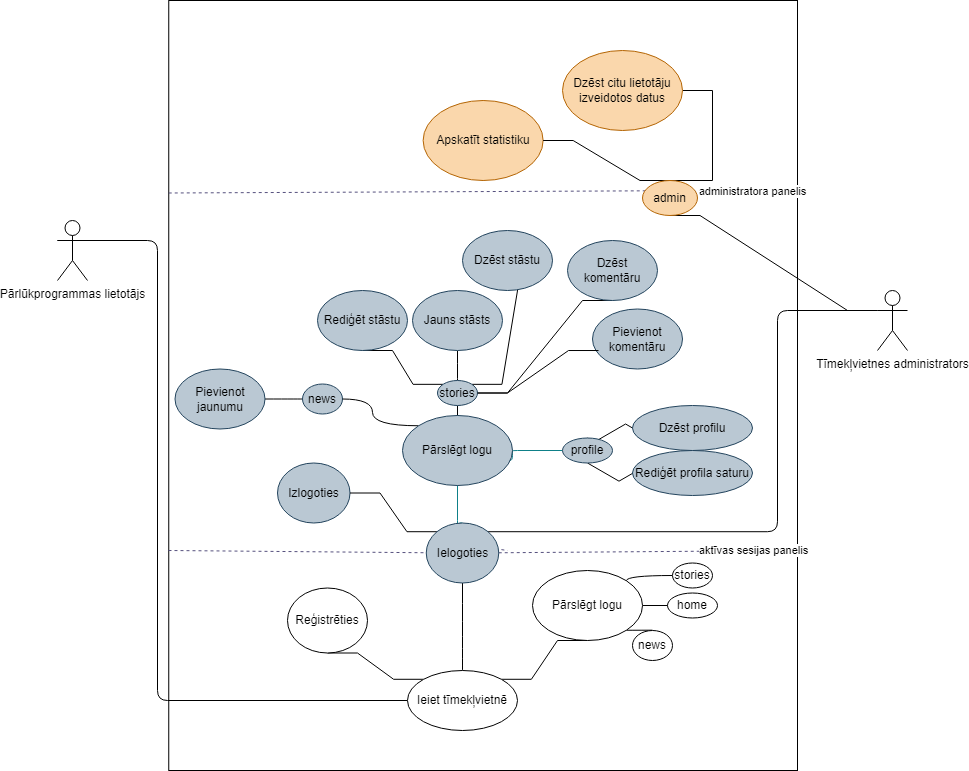 Dzēst citu lietotāju
izveidotos datus
Apskatīt statistiku
administratora panelis
admin
Pārlūkprogrammas lietotājs
Dzēst stāstu
Dzēst
komentāru
Rediģēt stāstu
Jauns stāsts
Pievienot
komentāru
Tīmekļvietnes administrators
stories
Pievienot
jaunumu
news
Pārslēgt logu
profile
Dzēst profilu
Rediģēt profila saturu
Izlogoties
Ielogoties
aktīvas sesijas panelis
stories
Pārslēgt logu
home
Reģistrēties
news
Ieiet tīmekļvietnē